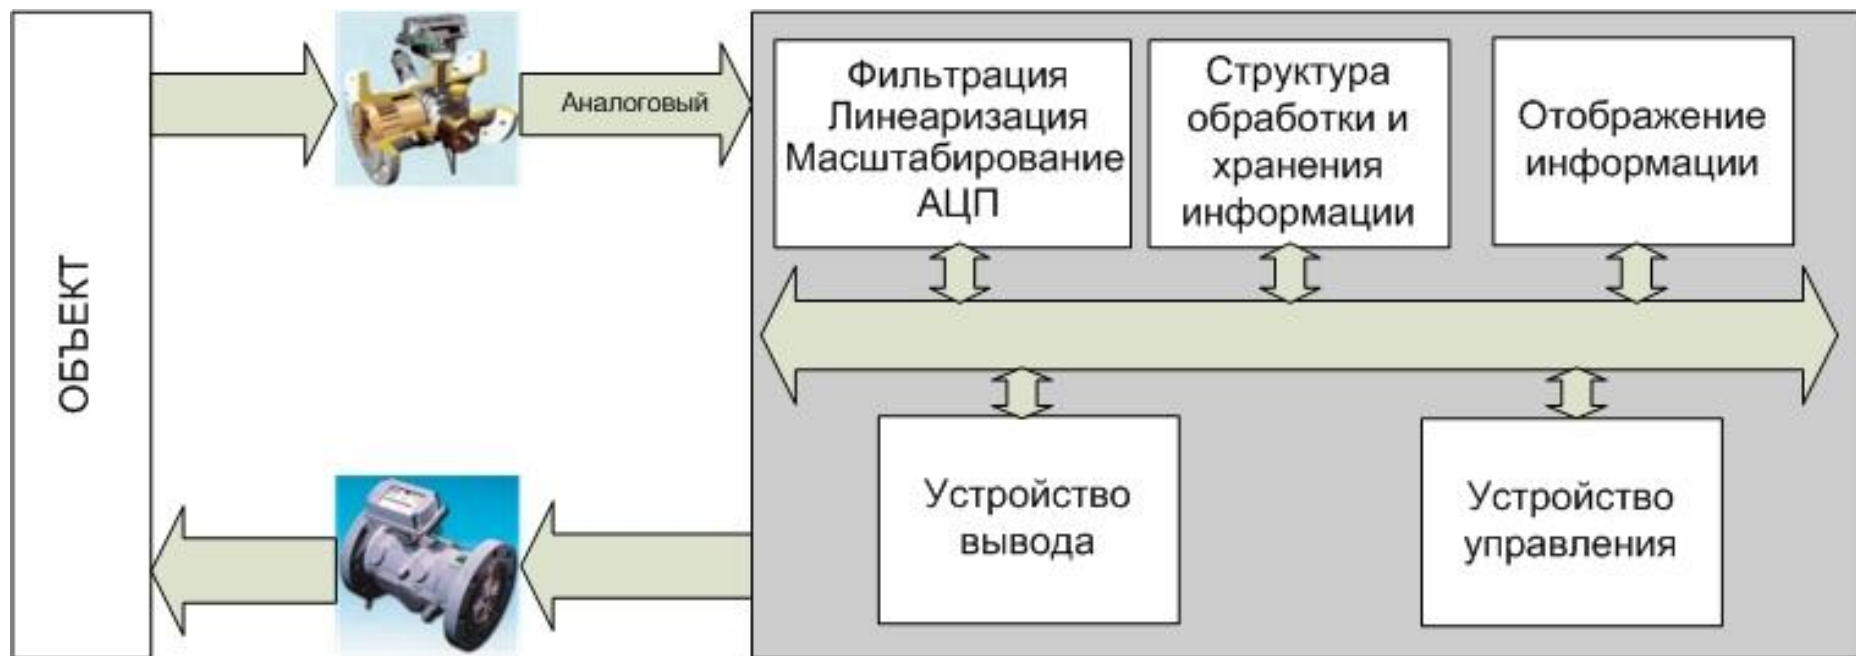 ОБЪЕКТ
Аналоговый
Фильтрация
Линеаризация
Масштабирование
АЦП
Структура
обработки и
хранения
информации
Отображение
информации
Устройство
вывода
Устройство
управления